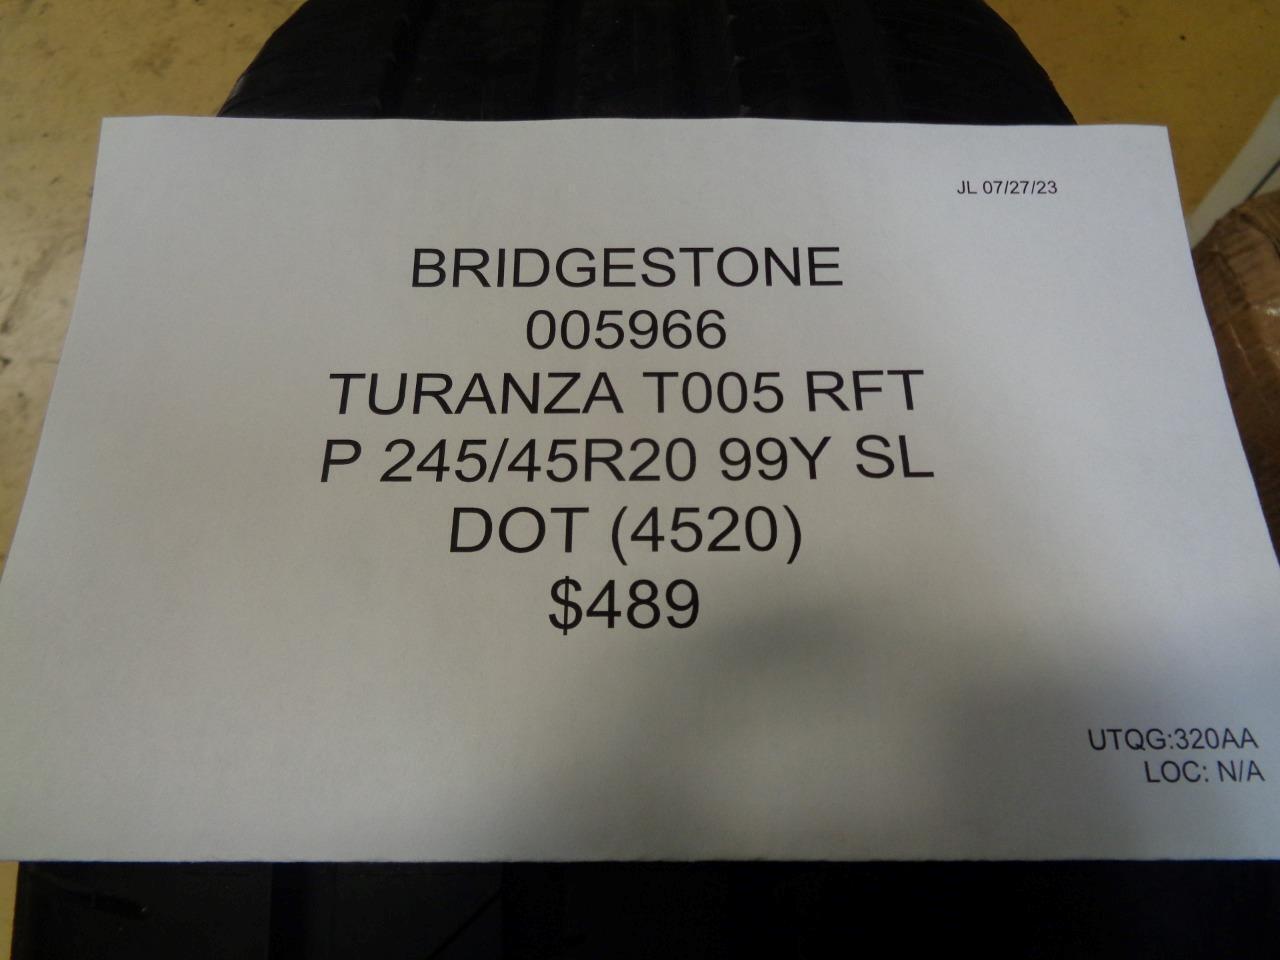 JL 07/27/23
BRIDGESTONE
005966
TURANZA T005 RFT
P 245/45R20 99Y SL
DOT (4520)
$489
UTQG:320AA
LOC: N/A